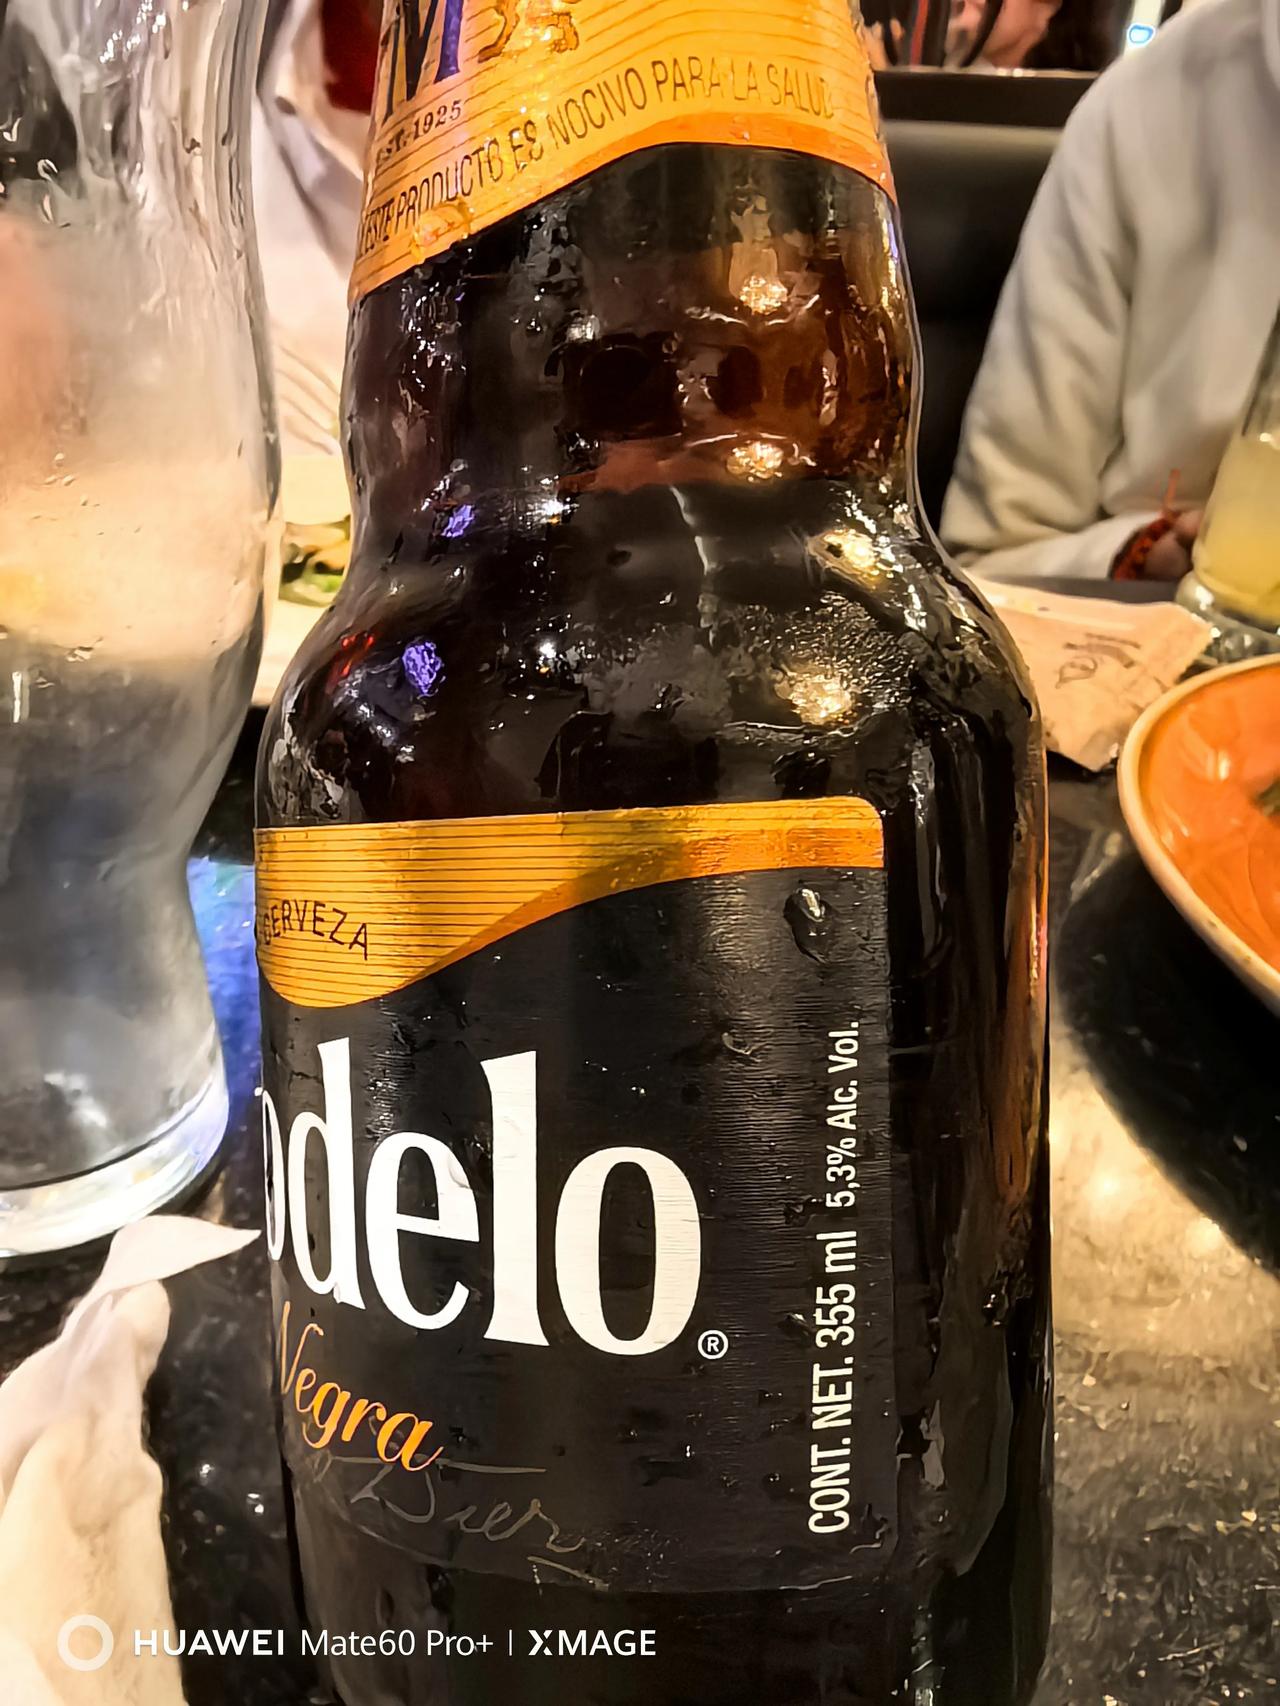 EST. 1925
ESTE PRODUCTO ES NOCIVO PARA LA SALUD
CERVEZA
odelo®
Negra
CONT. NET. 355 ml 5,3% Alc. Vol.
HUAWEI Mate60 Pro+ | XMAGE